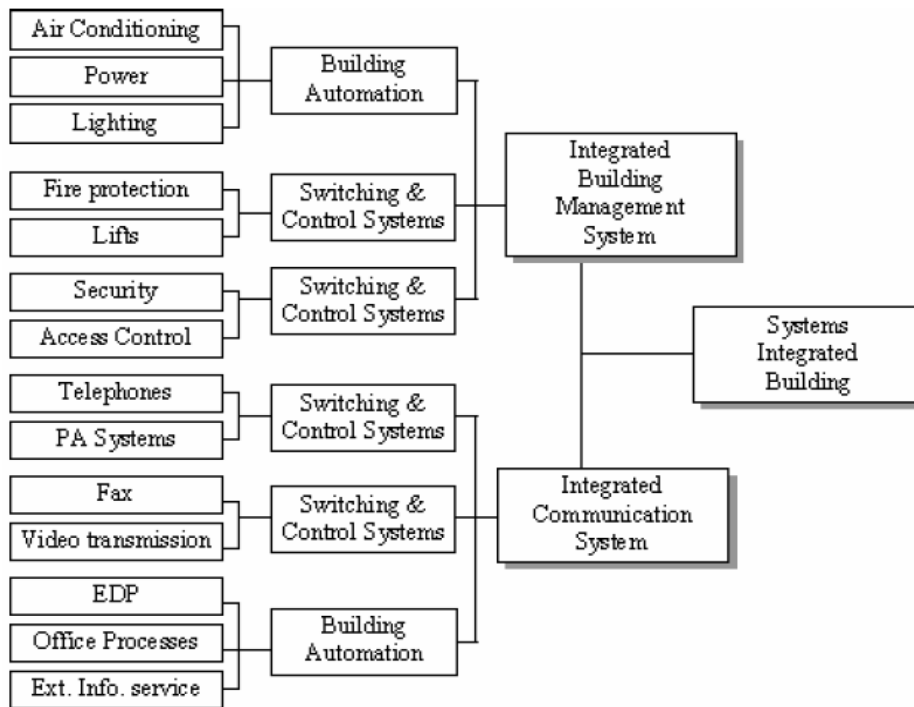 Air Conditioning
Power
Lighting
Building
Automation
Fire protection
Lifts
Switching &
Control Systems
Security
Access Control
Switching &
Control Systems
Integrated
Building
Management
System
Telephones
PA Systems
Switching &
Control Systems
Fax
Video transmission
Switching &
Control Systems
EDP
Office Processes
Ext. Info. service
Building
Automation
Integrated
Communication
System
Systems
Integrated
Building